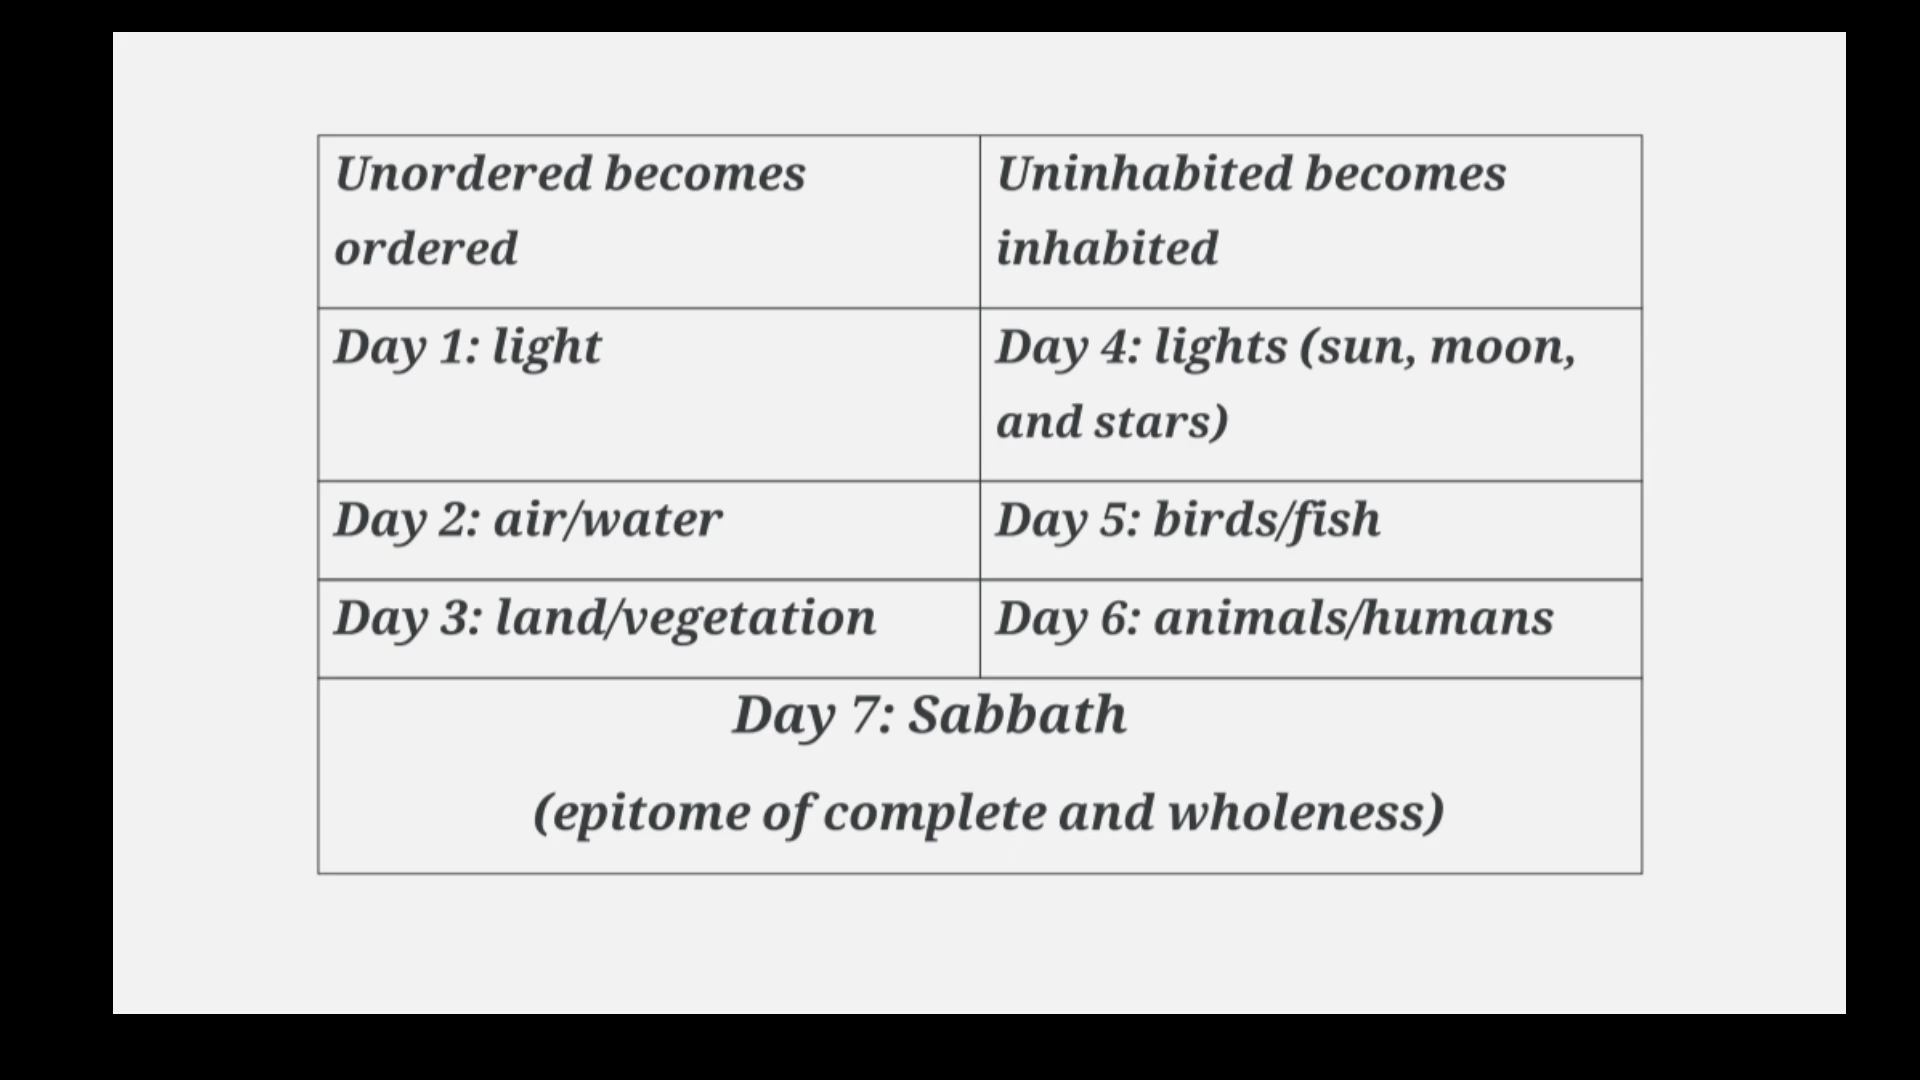 Unordered becomes
ordered
Uninhabited becomes
inhabited
Day 1: light
Day 4: lights (sun, moon,
and stars)
Day 2: air/water
Day 5: birds/fish
Day 3: land/vegetation
Day 6: animals/humans
Day 7: Sabbath
(epitome of complete and wholeness)